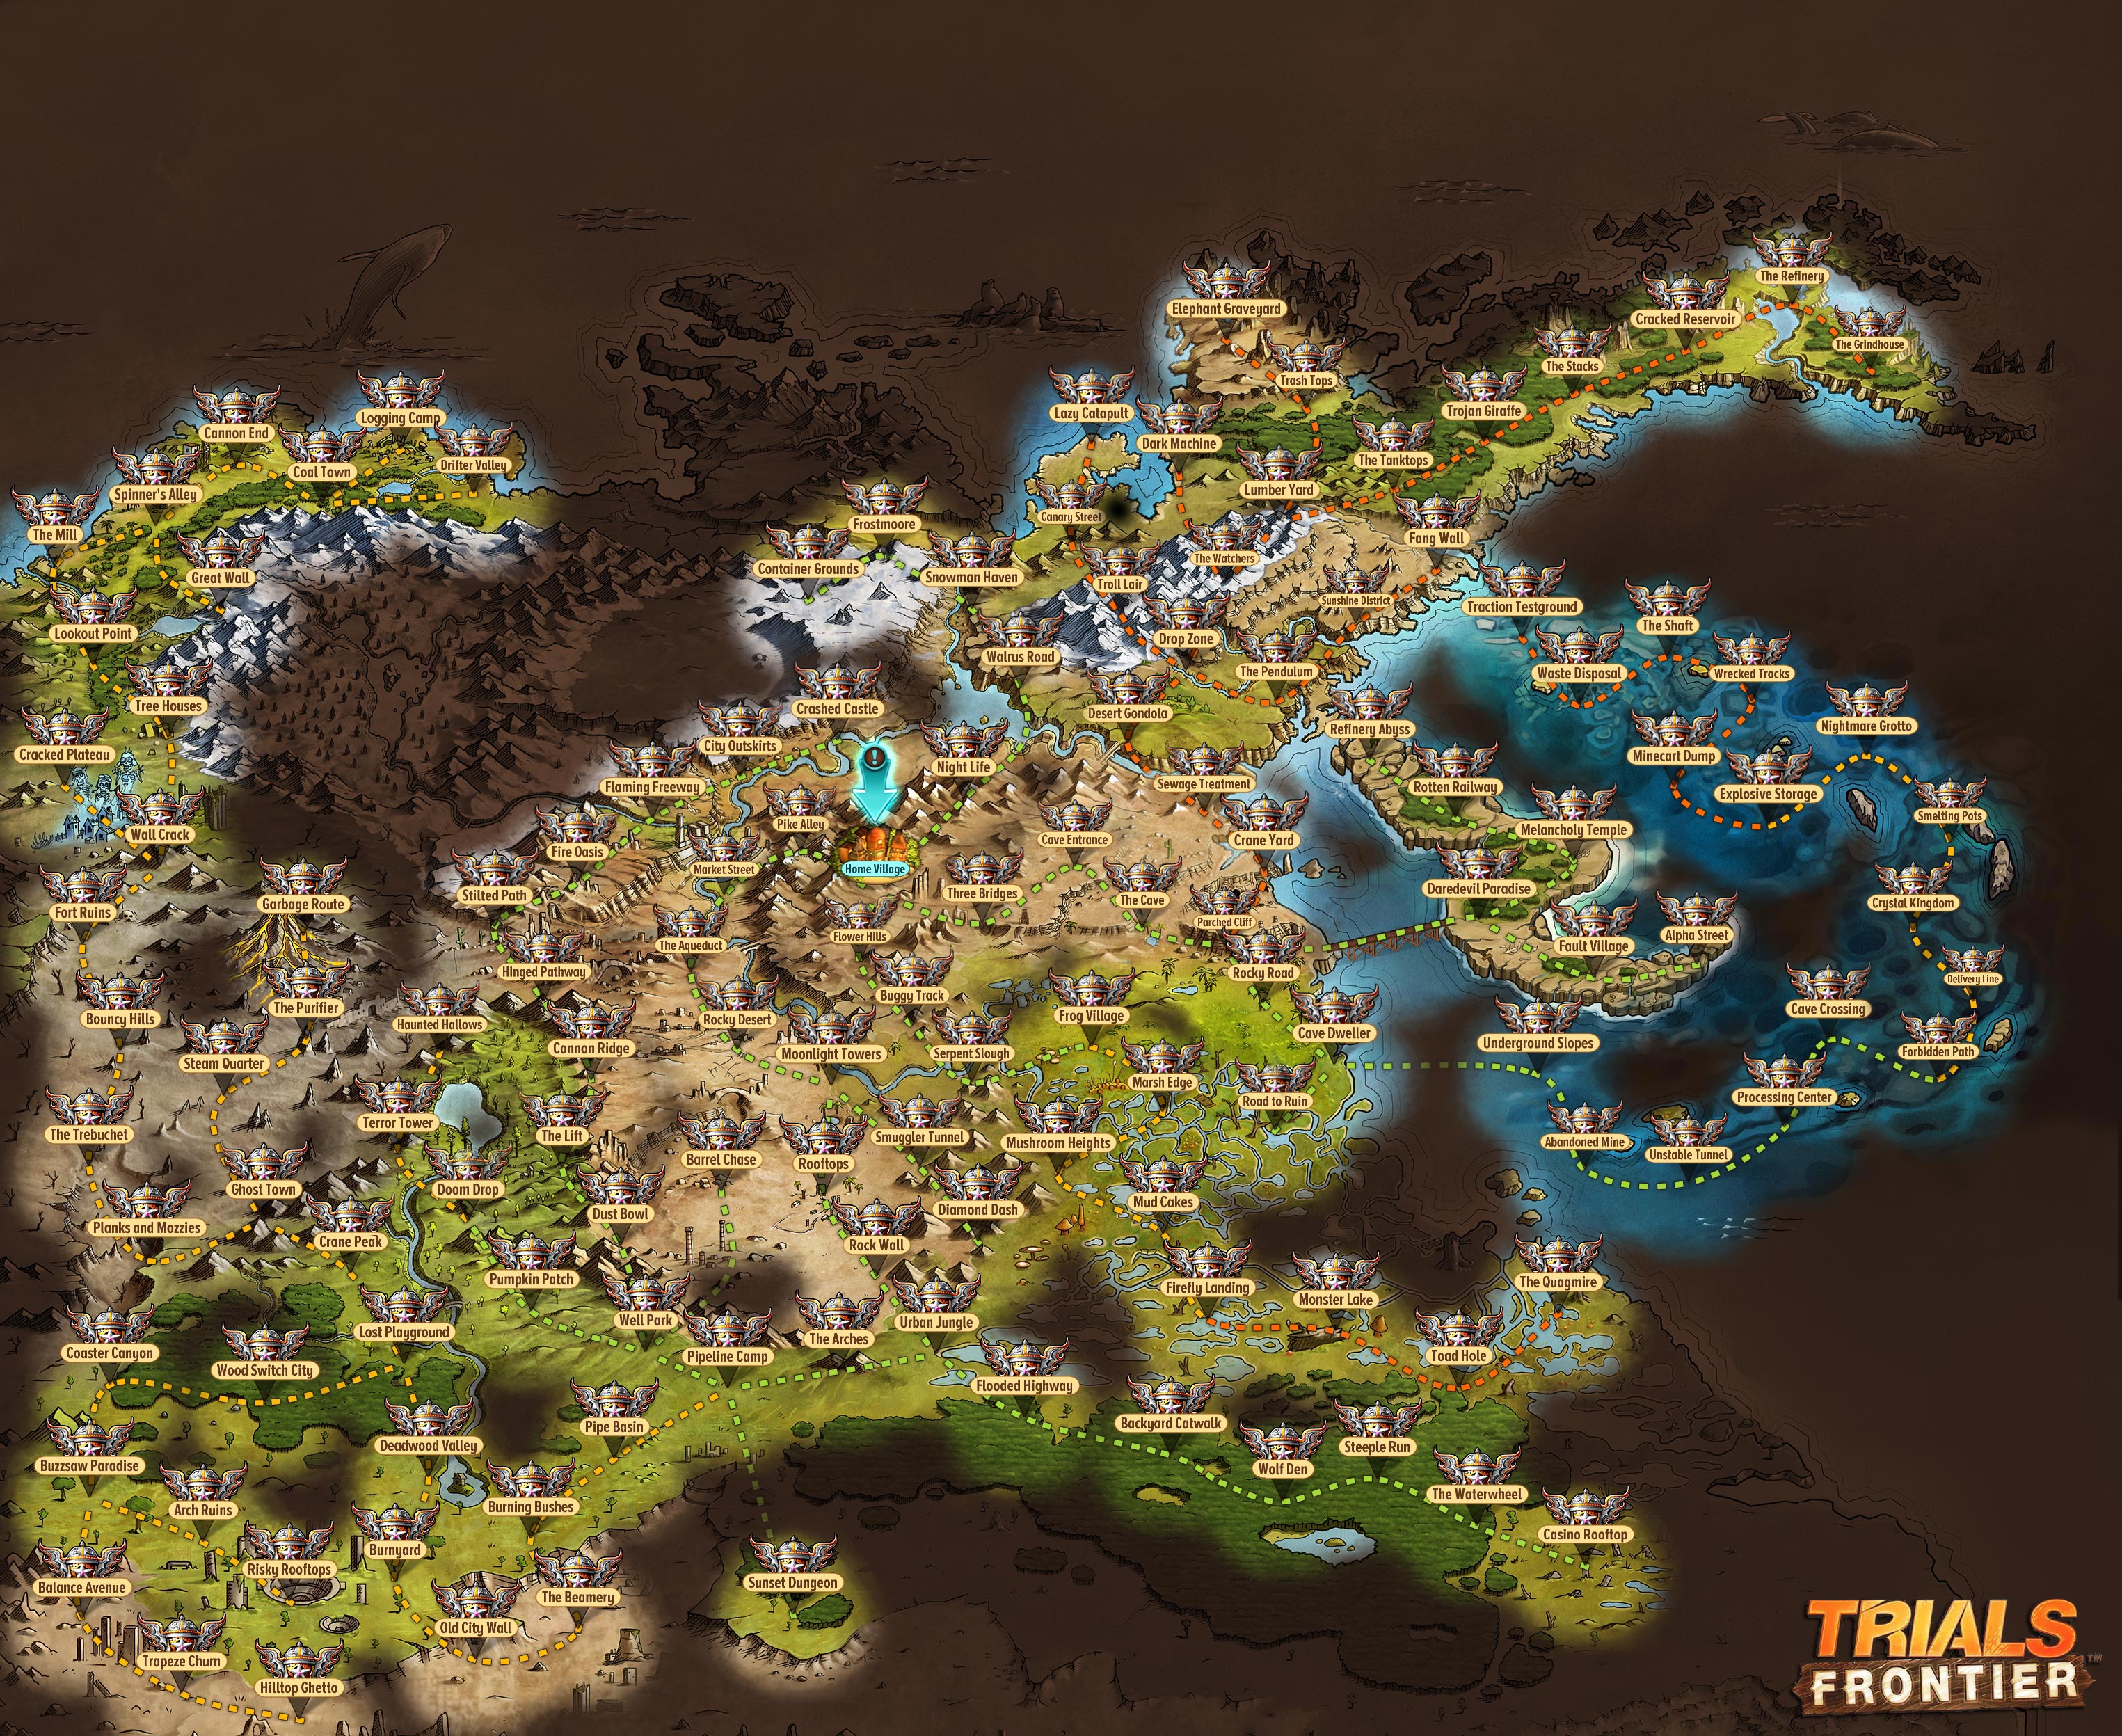 The Refinery
Elephant Graveyard
Cracked Reservoir
The Grindhouse
The Stacks
Trash Tops
Lazy Catapult
Trojan Giraffe
Logging Camp
Cannon End
Dark Machine
The Tanktops
Drifter Valley
Coal Town
Lumber Yard
Spinner's Alley
Canary Street
Frostmoore
The Mill
Fang Wall
The Watchers
Container Grounds
Great Wall
Snowman Haven
Troll Lair
Sunshine District
Traction Testground
The Shaft
Lookout Point
Drop Zone
Walrus Road
The Pendulum
Waste Disposal
Wrecked Tracks
Tree Houses
Crashed Castle
Desert Gondola
Nightmare Grotto
Refinery Abyss
City Outskirts
Cracked Plateau
Minecart Dump
Night Life
!
Sewage Treatment
Flaming Freeway
Rotten Railway
Explosive Storage
Smelting Pots
Pike Alley
Melancholy Temple
Wall Crack
Cave Entrance
Crane Yard
Fire Oasis
Market Street
Home Village
Daredevil Paradise
Three Bridges
Stilted Path
The Cave
Crystal Kingdom
Garbage Route
Fort Ruins
Parched Cliff
Alpha Street
Flower Hills
The Aqueduct
Fault Village
Hinged Pathway
Rocky Road
Delivery Line
Buggy Track
The Purifier
Cave Crossing
Frog Village
Bouncy Hills
Rocky Desert
Haunted Hallows
Cave Dweller
Underground Slopes
Cannon Ridge
Forbidden Path
Moonlight Towers
Serpent Slough
Steam Quarter
Marsh Edge
Processing Center
Road to Ruin
Terror Tower
The Trebuchet
The Lift
Smuggler Tunnel
Mushroom Heights
Abandoned Mine
Unstable Tunnel
Barrel Chase
Rooftops
Ghost Town
Doom Drop
Mud Cakes
Diamond Dash
Dust Bowl
Planks and Mozzies
Crane Peak
Rock Wall
Pumpkin Patch
The Quagmire
Firefly Landing
Monster Lake
Well Park
Urban Jungle
Lost Playground
The Arches
Coaster Canyon
Pipeline Camp
Toad Hole
Wood Switch City
Flooded Highway
Backyard Catwalk
Pipe Basin
Deadwood Valley
Steeple Run
Buzzsaw Paradise
Wolf Den
The Waterwheel
Burning Bushes
Arch Ruins
Casino Rooftop
Burnyard
Risky Rooftops
Sunset Dungeon
Balance Avenue
The Beamery
Old City Wall
Trapeze Churn
Hilltop Ghetto
TRIALS
TM
FRONTIER